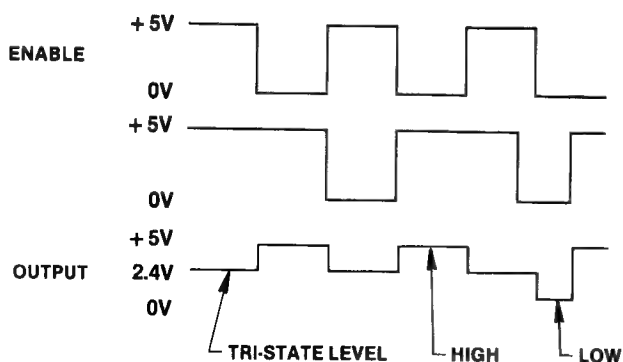 +5V
ENABLE
0V
+5V
0V
+5V
OUTPUT 2.4V
0V
TRI-STATE LEVEL HIGH LOW